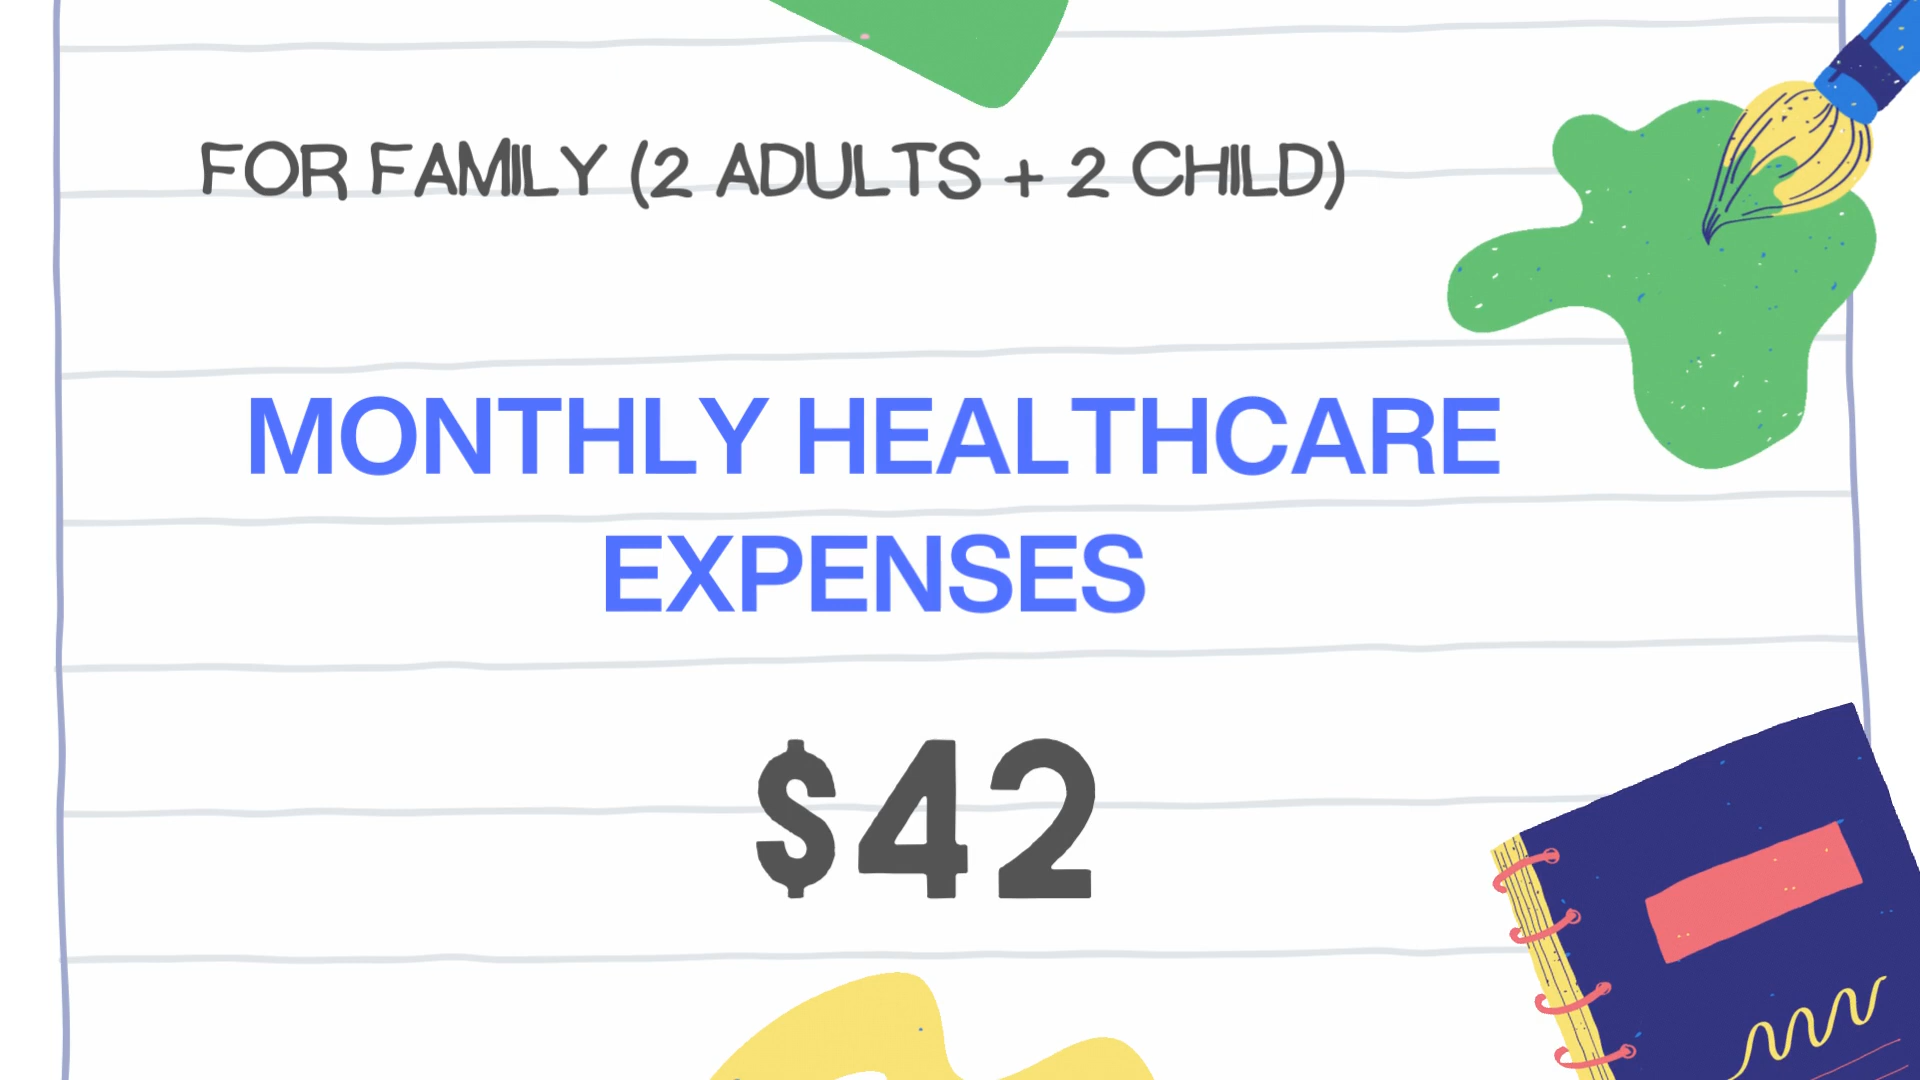 FOR FAMILY (2 ADULTS + 2 CHILD)
MONTHLY HEALTHCARE
EXPENSES
$42